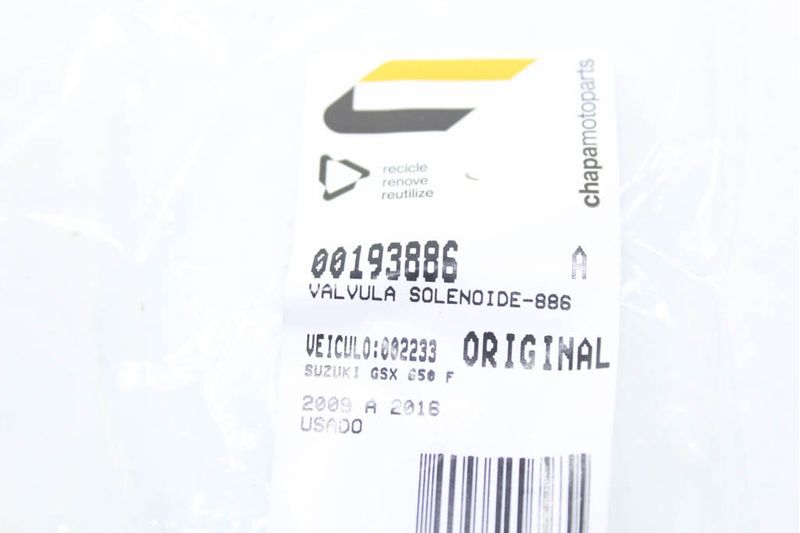 chapamotoparts
recicle
renove
reutilize
00193886 A
VALVULA SOLENOIDE-886
VEICULO:002233 ORIGINAL
SUZUKI GSX 650 F
2009 A 2016
USADO